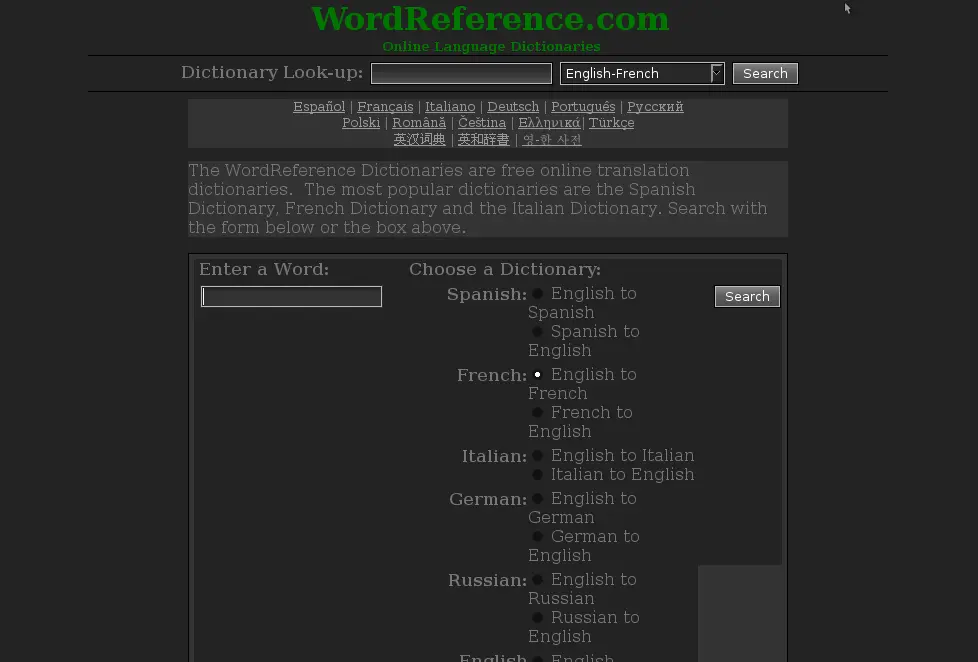 WordReference.com
Online Language Dictionaries
Dictionary Look-up: English-French Search
Español | Français | Italiano | Deutsch | Português | Русский
Polski | Română | Čeština | Ελληνικά| Türkçe
英汉词典 | 英和辞書 | 영-한 사전
The WordReference Dictionaries are free online translation
dictionaries. The most popular dictionaries are the Spanish
Dictionary, French Dictionary and the Italian Dictionary. Search with
the form below or the box above.
Enter a Word: Choose a Dictionary:
Spanish: English to Search
Spanish
Spanish to
English
French: English to
French
French to
English
Italian: English to Italian
Italian to English
German: English to
German
German to
English
Russian: English to
Russian
Russian to
English
English English